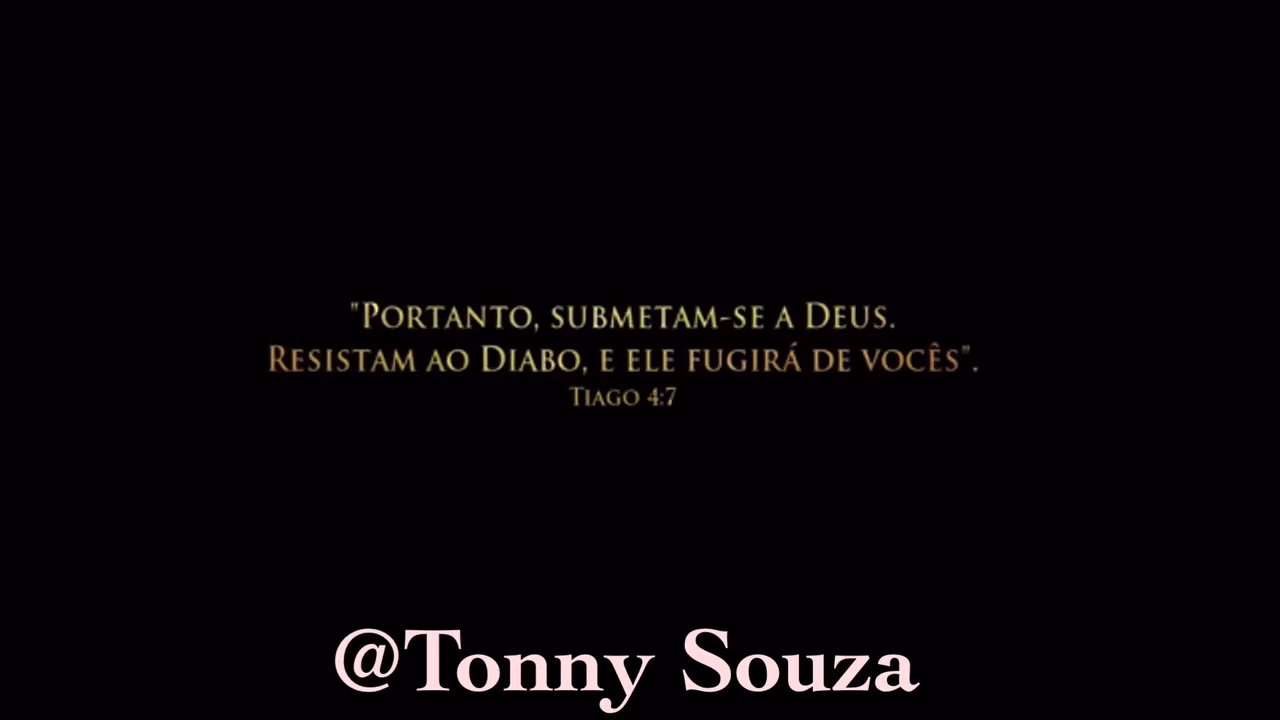 "Portanto, submetam-se a Deus.
Resistam ao Diabo, e ele fugirá de vocês".
Tiago 4:7
@Tonny Souza